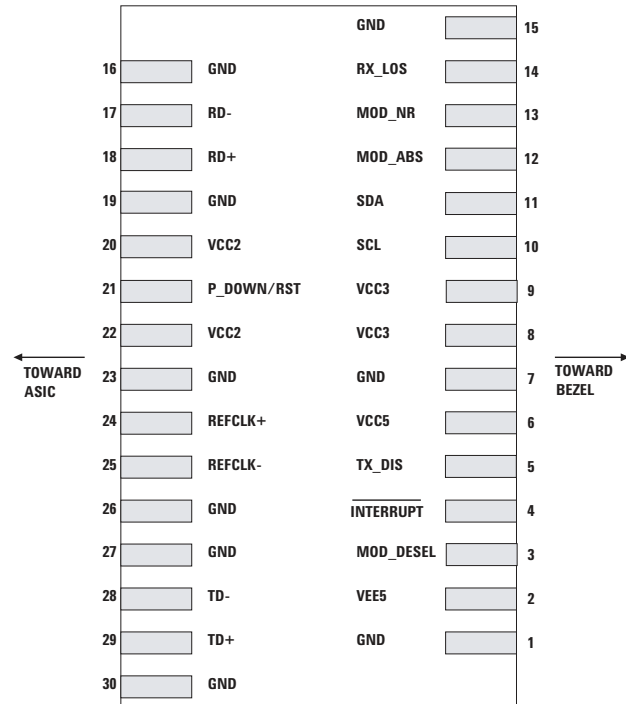 GND 15
16 GND RX_LOS 14
17 RD- MOD_NR 13
18 RD+ MOD_ABS 12
19 GND SDA 11
20 VCC2 SCL 10
21 P_DOWN/RST VCC3 9
22 VCC2 VCC3 8
TOWARD ASIC
23 GND GND 7
TOWARD BEZEL
24 REFCLK+ VCC5 6
25 REFCLK- TX_DIS 5
26 GND INTERRUPT 4
27 GND MOD_DESEL 3
28 TD- VEE5 2
29 TD+ GND 1
30 GND